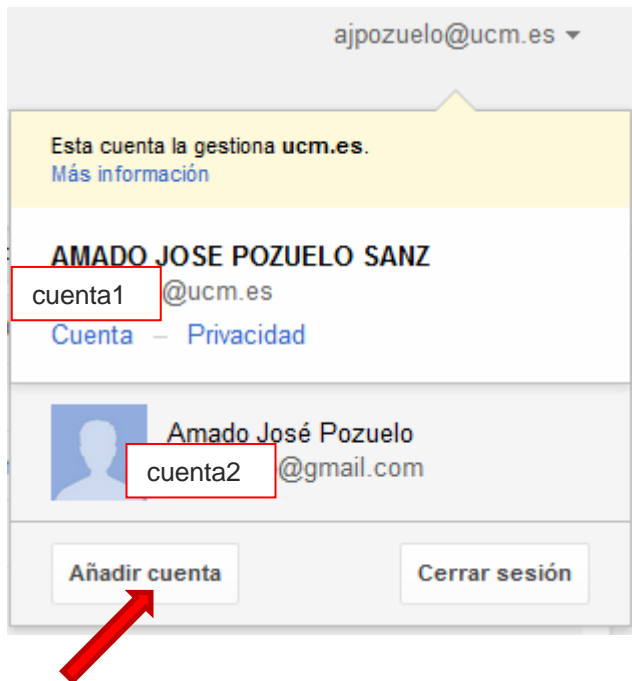 ajpozuelo@ucm.es
Esta cuenta la gestiona ucm.es.
Más información
AMADO JOSE POZUELO SANZ
cuenta1 @ucm.es
Cuenta – Privacidad
Amado José Pozuelo
cuenta2 @gmail.com
Añadir cuenta
Cerrar sesión